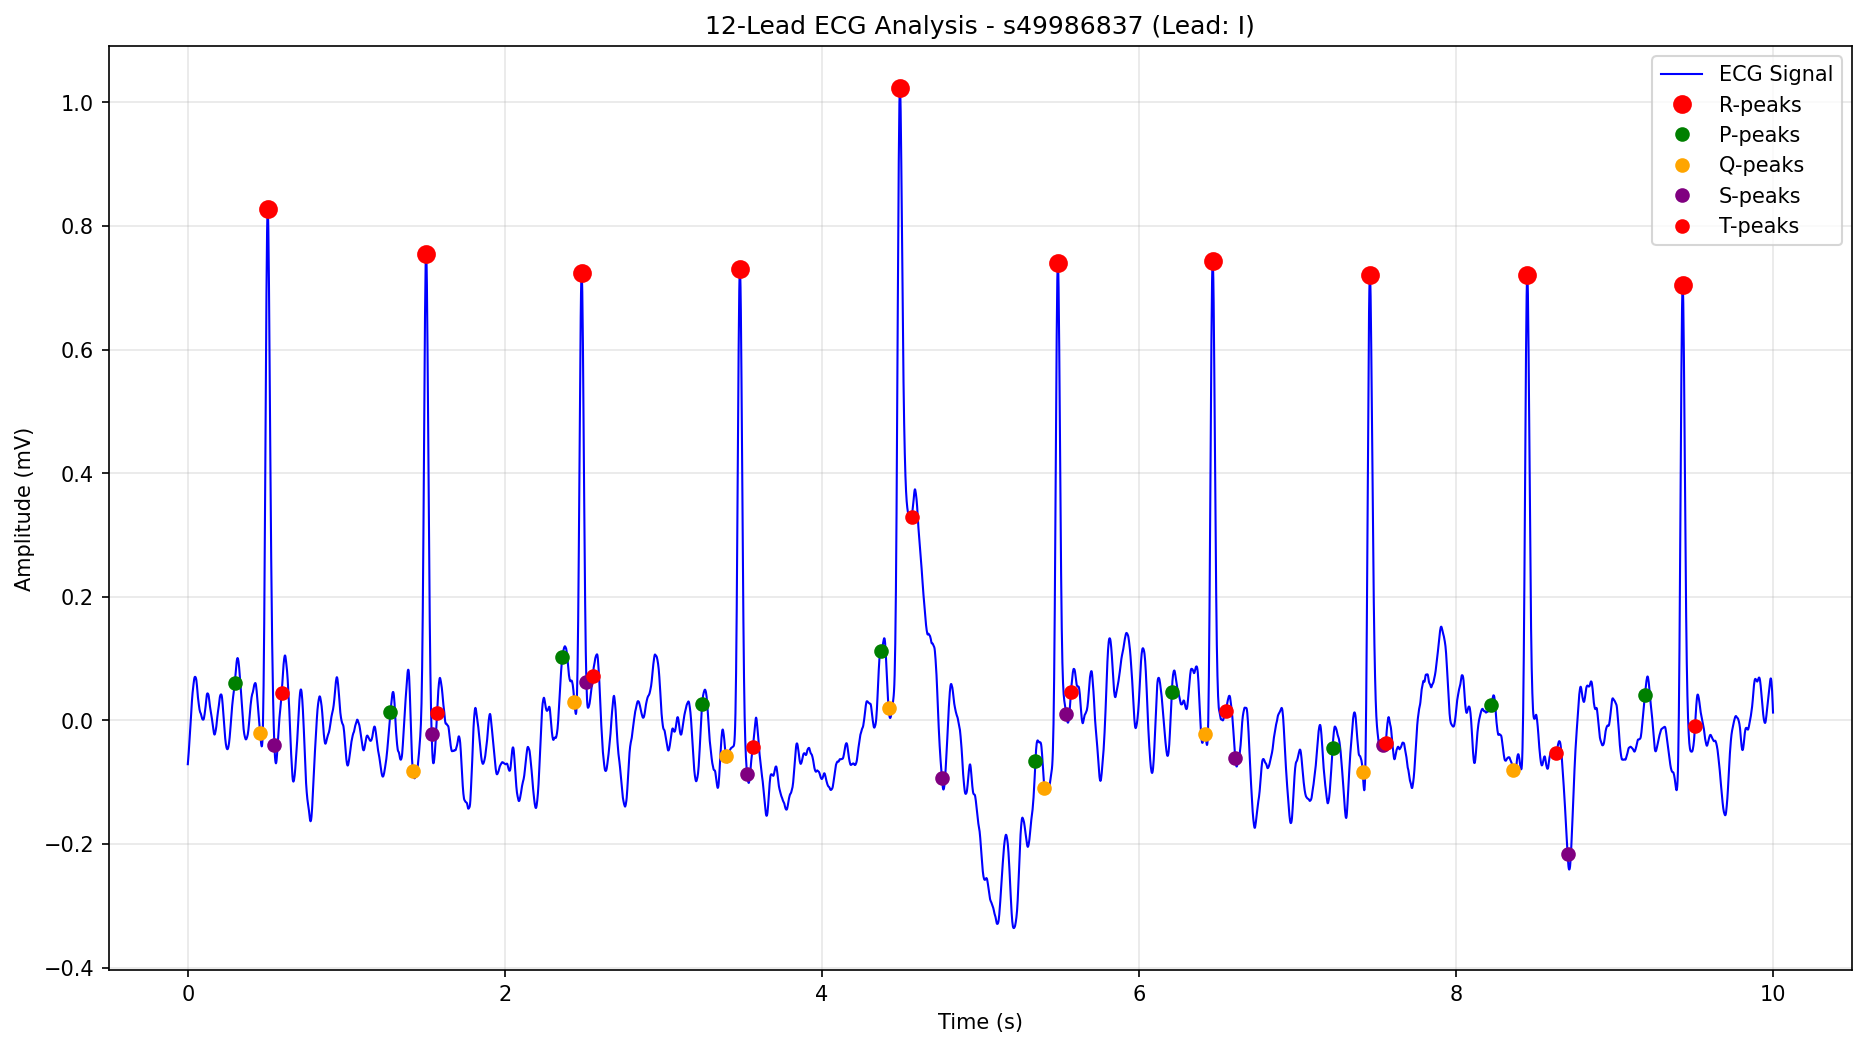 12-Lead ECG Analysis - s49986837 (Lead: I)
ECG Signal
R-peaks
P-peaks
Q-peaks
S-peaks
T-peaks
Amplitude (mV)
1.0
0.8
0.6
0.4
0.2
0.0
−0.2
−0.4
0 2 4 6 8 10
Time (s)